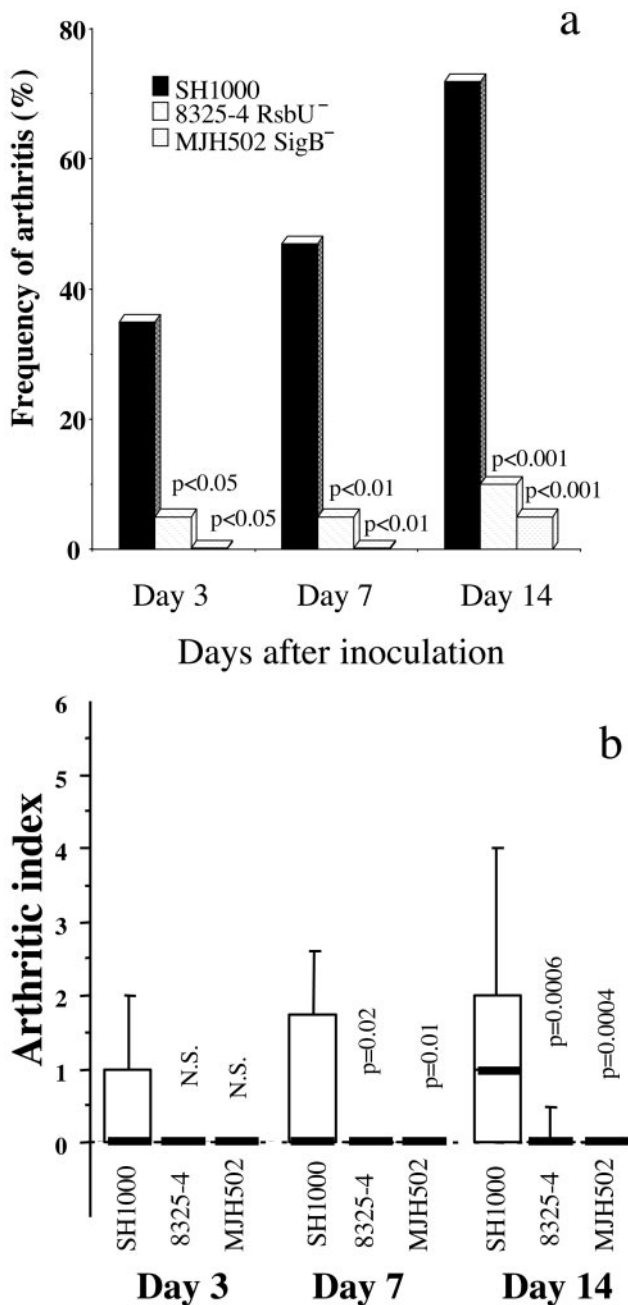 a
80
60
40
20
0
Frequency of arthritis (%)
SH1000
8325-4 RsbU⁻
MJH502 SigB⁻
p<0.05
p<0.05
p<0.01
p<0.01
p<0.001
p<0.001
Day 3 Day 7 Day 14
Days after inoculation
b
6
5
4
3
2
1
0
Arthritic index
N.S.
N.S.
p=0.02
p=0.01
p=0.0006
p=0.0004
SH1000 8325-4 MJH502 SH1000 8325-4 MJH502 SH1000 8325-4 MJH502
Day 3 Day 7 Day 14